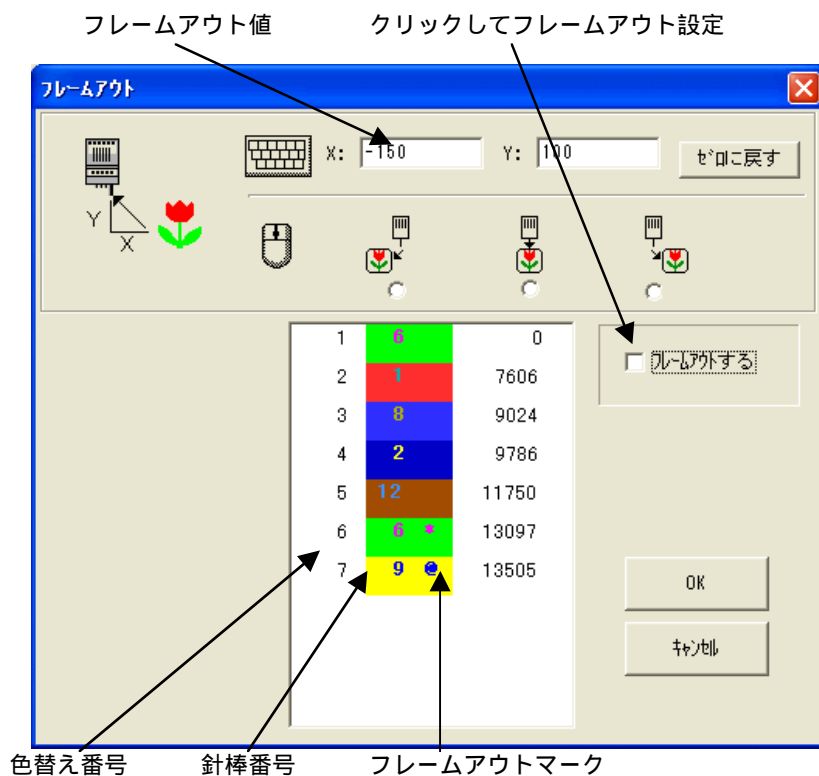 フレームアウト値 クリックしてフレームアウト設定
ﾌﾚｰﾑｱｳﾄ
X: -150 Y: 100 ｾﾞﾛに戻す
Y
X
1 6 0
2 1 7606
3 8 9024
4 2 9786
5 12 11750
6 6 * 13097
7 9 @ 13505
ﾌﾚｰﾑｱｳﾄする
OK
ｷｬﾝｾﾙ
色替え番号 針棒番号 フレームアウトマーク